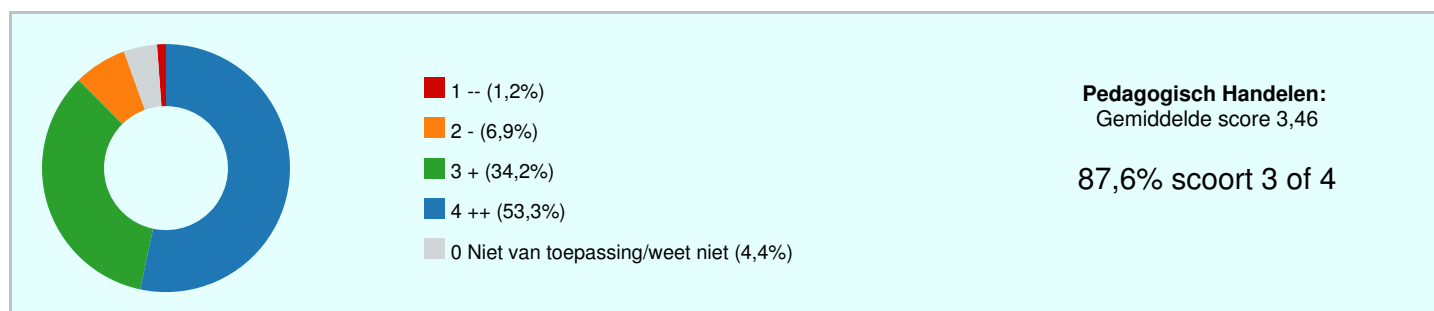 1 -- (1,2%)
2 - (6,9%)
3 + (34,2%)
4 ++ (53,3%)
0 Niet van toepassing/weet niet (4,4%)
Pedagogisch Handelen:
Gemiddelde score 3,46
87,6% scoort 3 of 4